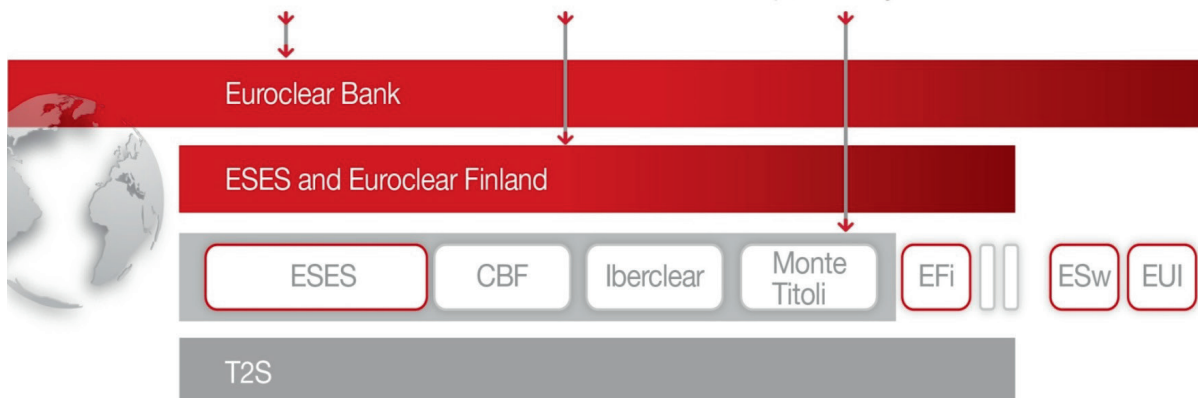 Euroclear Bank
ESES and Euroclear Finland
ESES
CBF
Iberclear
Monte
Titoli
EFi
ESw
EUI
T2S